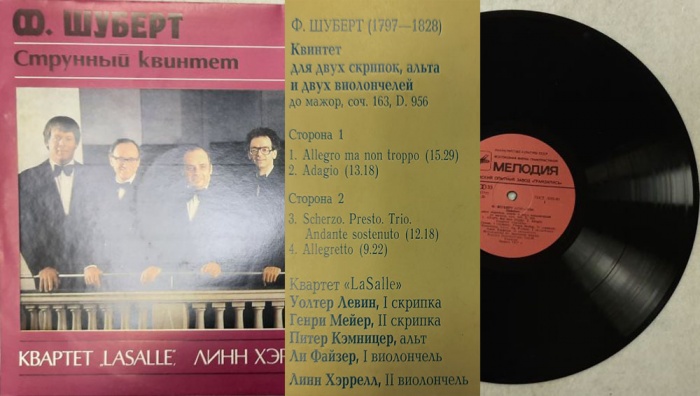 Ф. ШУБЕРТ
Струнный квинтет
КВАРТЕТ „LASALLE", ЛИНН ХЭР
Ф. ШУБЕРТ (1797—1828)
Квинтет
для двух скрипок, альта
и двух виолончелей
до мажор, соч. 163, D. 956
Сторона 1
1. Allegro ma non troppo (15.29)
2. Adagio (13.18)
Сторона 2
3. Scherzo. Presto. Trio.
Andante sostenuto (12.18)
4. Allegretto (9.22)
Квартет «LaSalle»
Уолтер Левин, I скрипка
Генри Мейер, II скрипка
Питер Кэмницер, альт
Ли Файзер, I виолончель
Линн Хэррелл, II виолончель
МЕЛОДИЯ